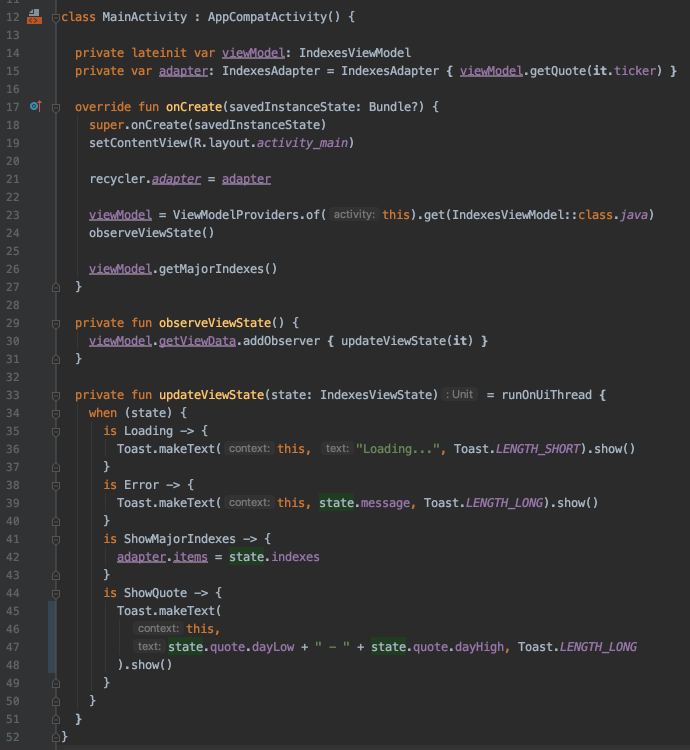 12 class MainActivity : AppCompatActivity() {
13
14 private lateinit var viewModel: IndexesViewModel
15 private var adapter: IndexesAdapter = IndexesAdapter { viewModel.getQuote(it.ticker) }
16
17 override fun onCreate(savedInstanceState: Bundle?) {
18 super.onCreate(savedInstanceState)
19 setContentView(R.layout.activity_main)
20
21 recycler.adapter = adapter
22
23 viewModel = ViewModelProviders.of( activity: this).get(IndexesViewModel::class.java)
24 observeViewState()
25
26 viewModel.getMajorIndexes()
27 }
28
29 private fun observeViewState() {
30 viewModel.getViewData.addObserver { updateViewState(it) }
31 }
32
33 private fun updateViewState(state: IndexesViewState) : Unit = runOnUiThread {
34 when (state) {
35 is Loading -> {
36 Toast.makeText( context: this, text: "Loading...", Toast.LENGTH_SHORT).show()
37 }
38 is Error -> {
39 Toast.makeText( context: this, state.message, Toast.LENGTH_LONG).show()
40 }
41 is ShowMajorIndexes -> {
42 adapter.items = state.indexes
43 }
44 is ShowQuote -> {
45 Toast.makeText(
46 context: this,
47 text: state.quote.dayLow + " - " + state.quote.dayHigh, Toast.LENGTH_LONG
48 ).show()
49 }
50 }
51 }
52 }